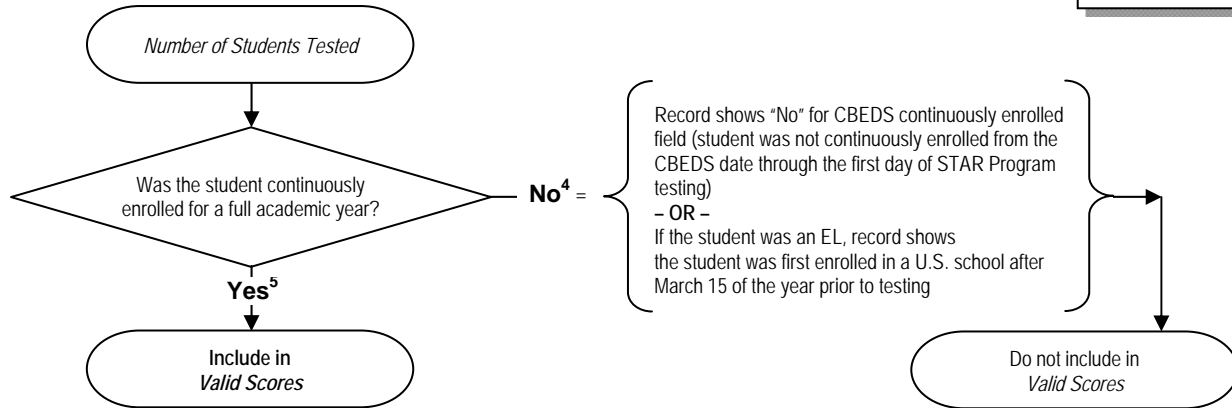 Number of Students Tested
Was the student continuously
enrolled for a full academic year?
No4 =
Record shows “No” for CBEDS continuously enrolled
field (student was not continuously enrolled from the
CBEDS date through the first day of STAR Program
testing)
– OR –
If the student was an EL, record shows
the student was first enrolled in a U.S. school after
March 15 of the year prior to testing
Yes5
Include in
Valid Scores
Do not include in
Valid Scores